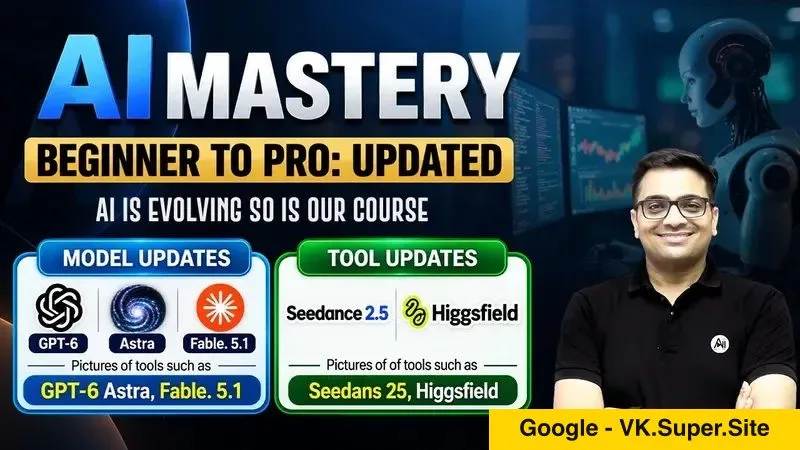 AI MASTERY
BEGINNER TO PRO: UPDATED
AI IS EVOLVING SO IS OUR COURSE
MODEL UPDATES
GPT-6
Astra
Fable. 5.1
Pictures of tools such as
GPT-6 Astra, Fable. 5.1
TOOL UPDATES
Seedance 2.5
Higgsfield
Pictures of of tools such as
Seedans 25, Higgsfield
AI
Google - VK.Super.Site